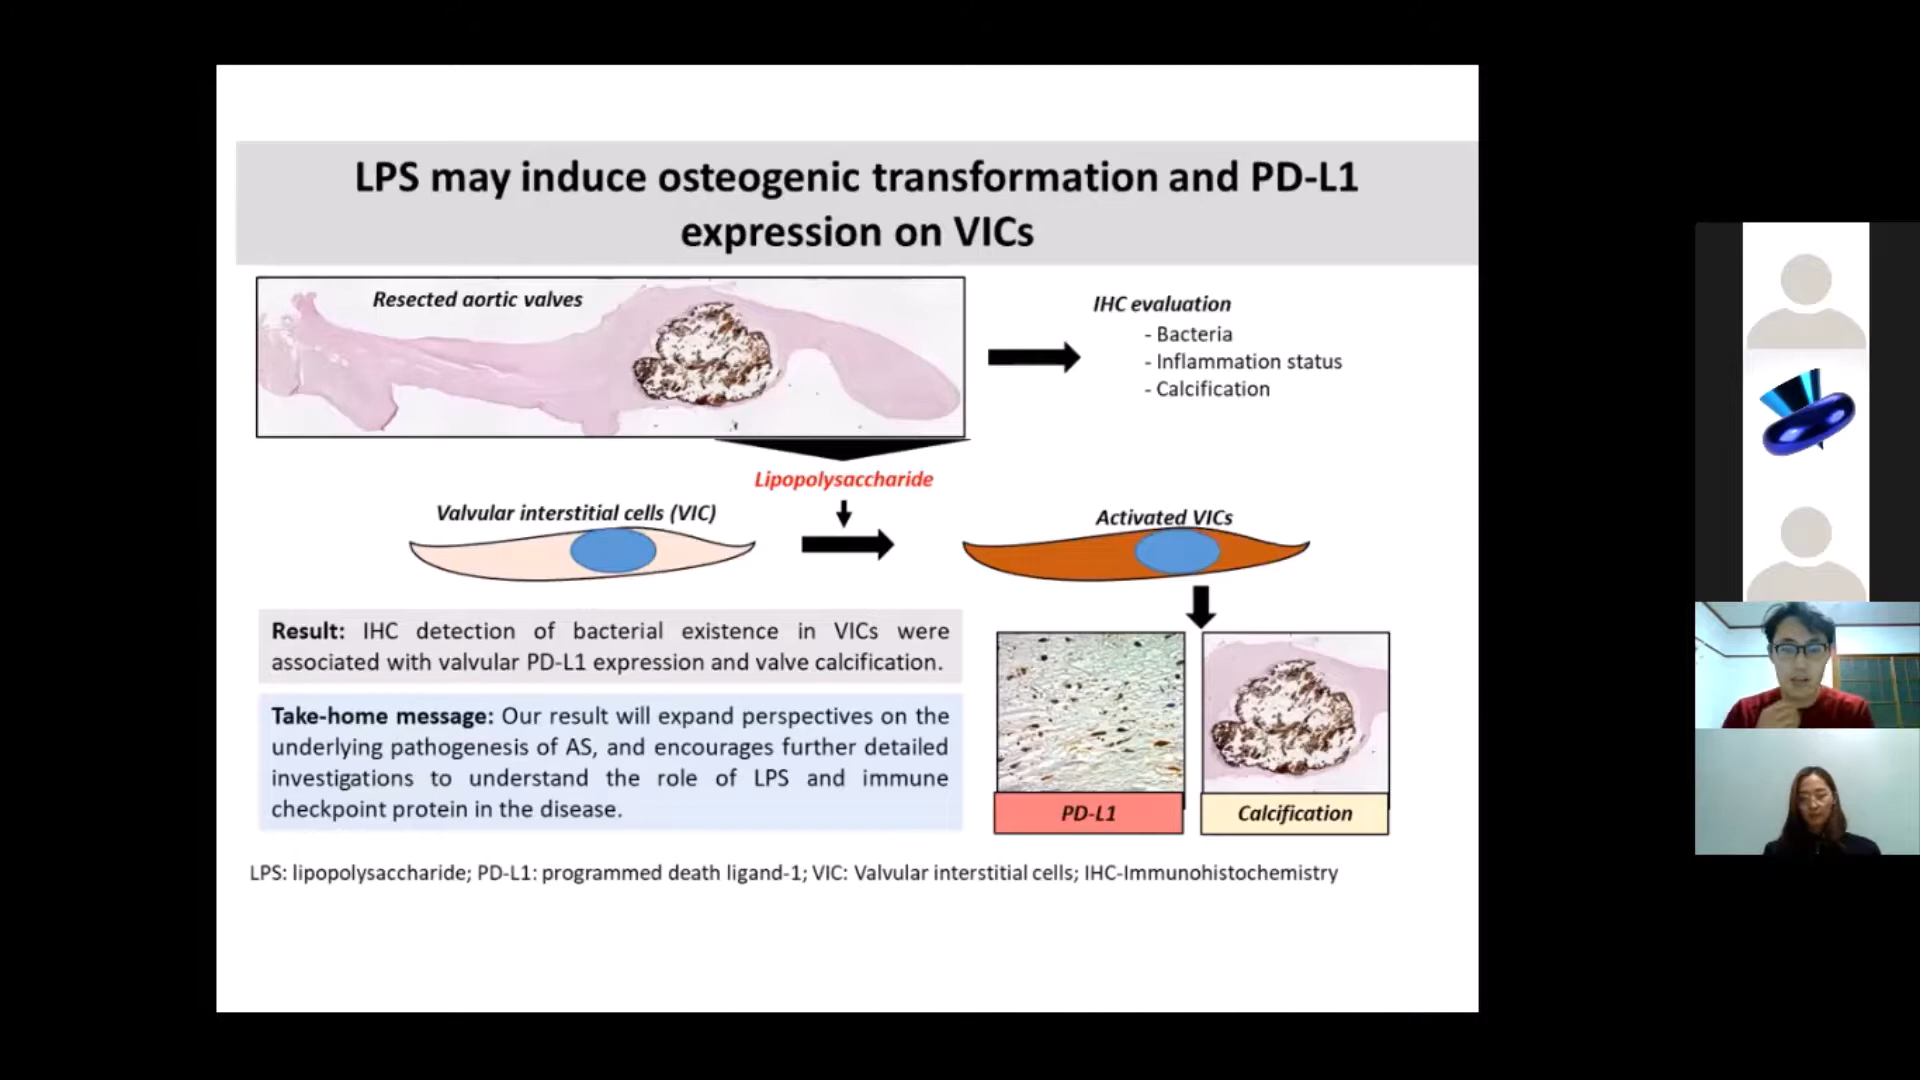 LPS may induce osteogenic transformation and PD-L1
expression on VICs
Resected aortic valves
IHC evaluation
- Bacteria
- Inflammation status
- Calcification
Lipopolysaccharide
Valvular interstitial cells (VIC)
Activated VICs
Result: IHC detection of bacterial existence in VICs were
associated with valvular PD-L1 expression and valve calcification.
Take-home message: Our result will expand perspectives on the
underlying pathogenesis of AS, and encourages further detailed
investigations to understand the role of LPS and immune
checkpoint protein in the disease.
PD-L1
Calcification
LPS: lipopolysaccharide; PD-L1: programmed death ligand-1; VIC: Valvular interstitial cells; IHC-Immunohistochemistry